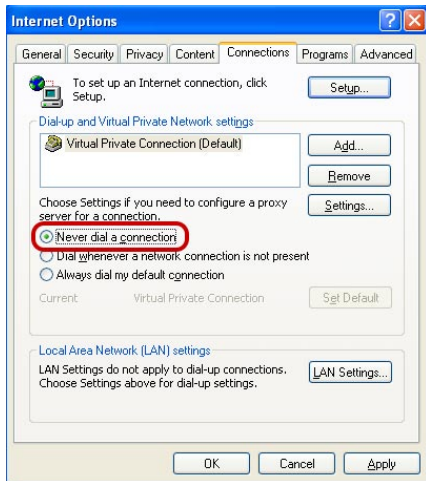 Internet Options
General Security Privacy Content Connections Programs Advanced
To set up an Internet connection, click
Setup.
Setup...
Dial-up and Virtual Private Network settings
Virtual Private Connection (Default)
Add...
Remove
Choose Settings if you need to configure a proxy
server for a connection.
Settings...
Never dial a connection
Dial whenever a network connection is not present
Always dial my default connection
Current Virtual Private Connection
Set Default
Local Area Network (LAN) settings
LAN Settings do not apply to dial-up connections.
Choose Settings above for dial-up settings.
LAN Settings...
OK Cancel Apply